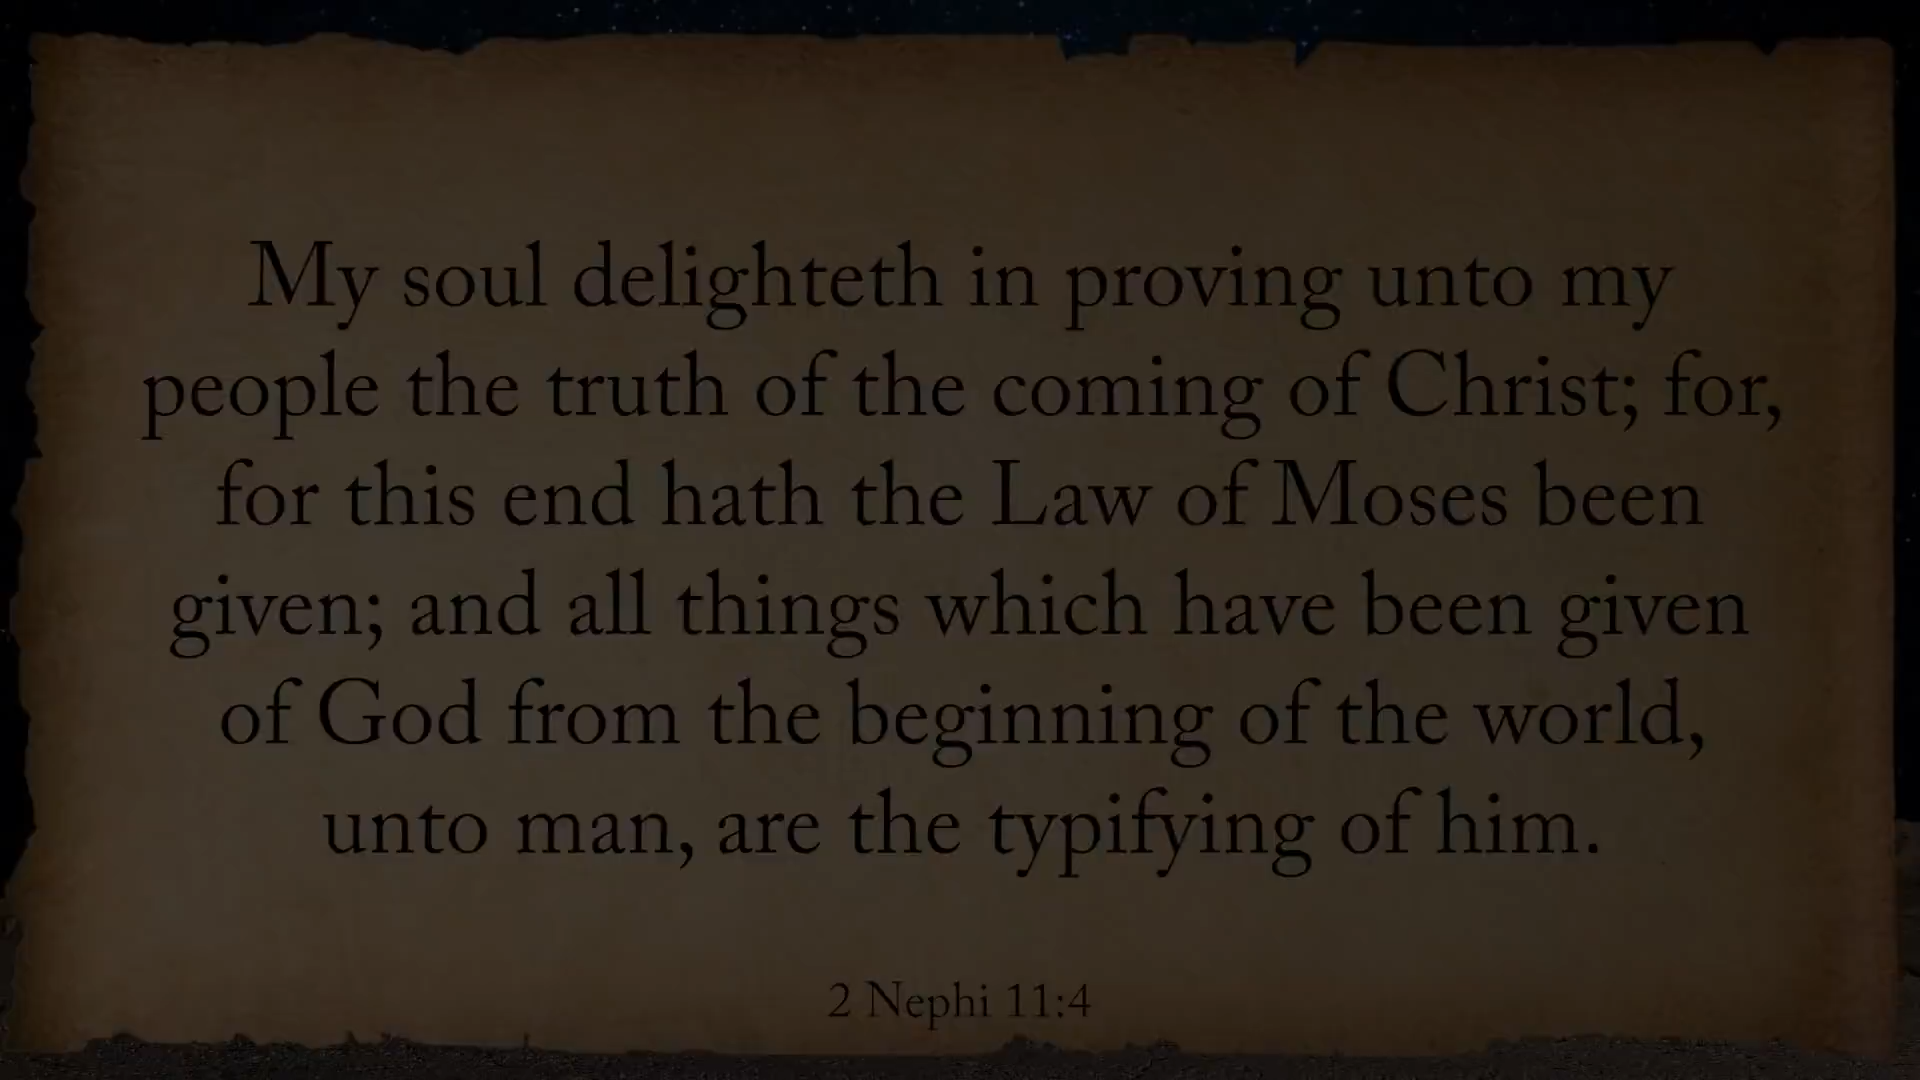 My soul delighteth in proving unto my
people the truth of the coming of Christ; for,
for this end hath the Law of Moses been
given; and all things which have been given
of God from the beginning of the world,
unto man, are the typifying of him.
2 Nephi 11:4